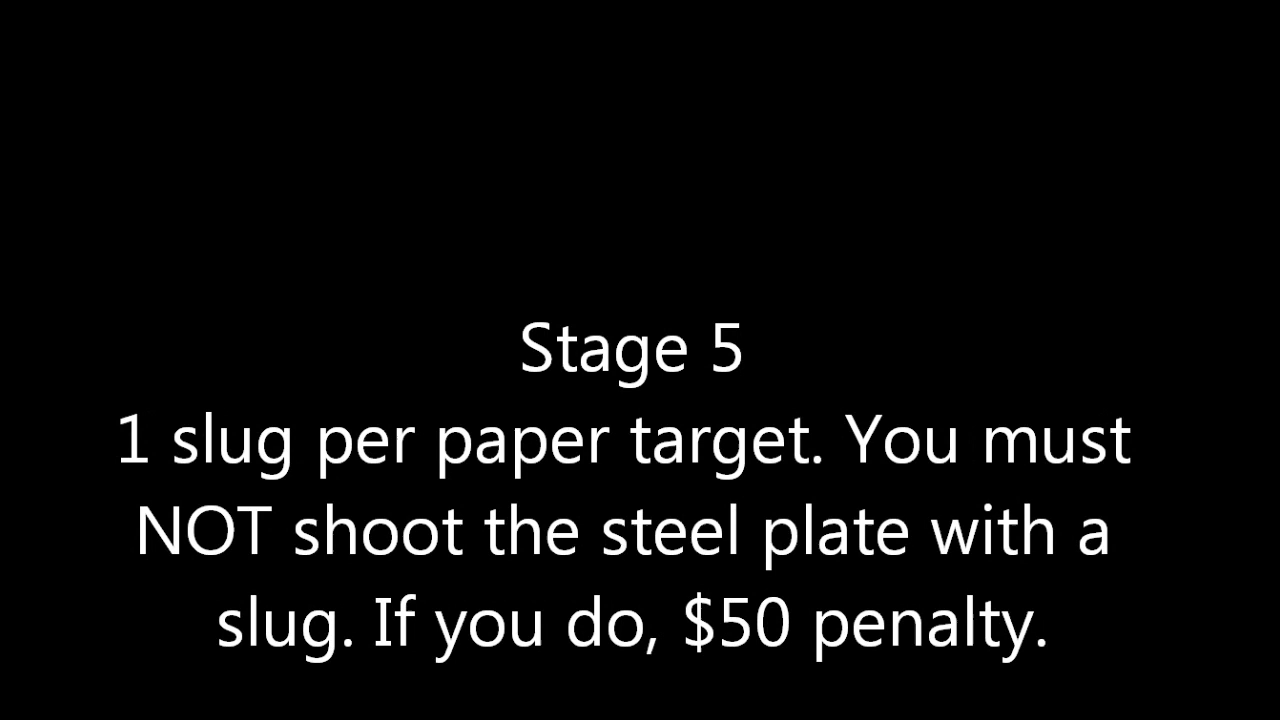 Stage 5
1 slug per paper target. You must
NOT shoot the steel plate with a
slug. If you do, $50 penalty.